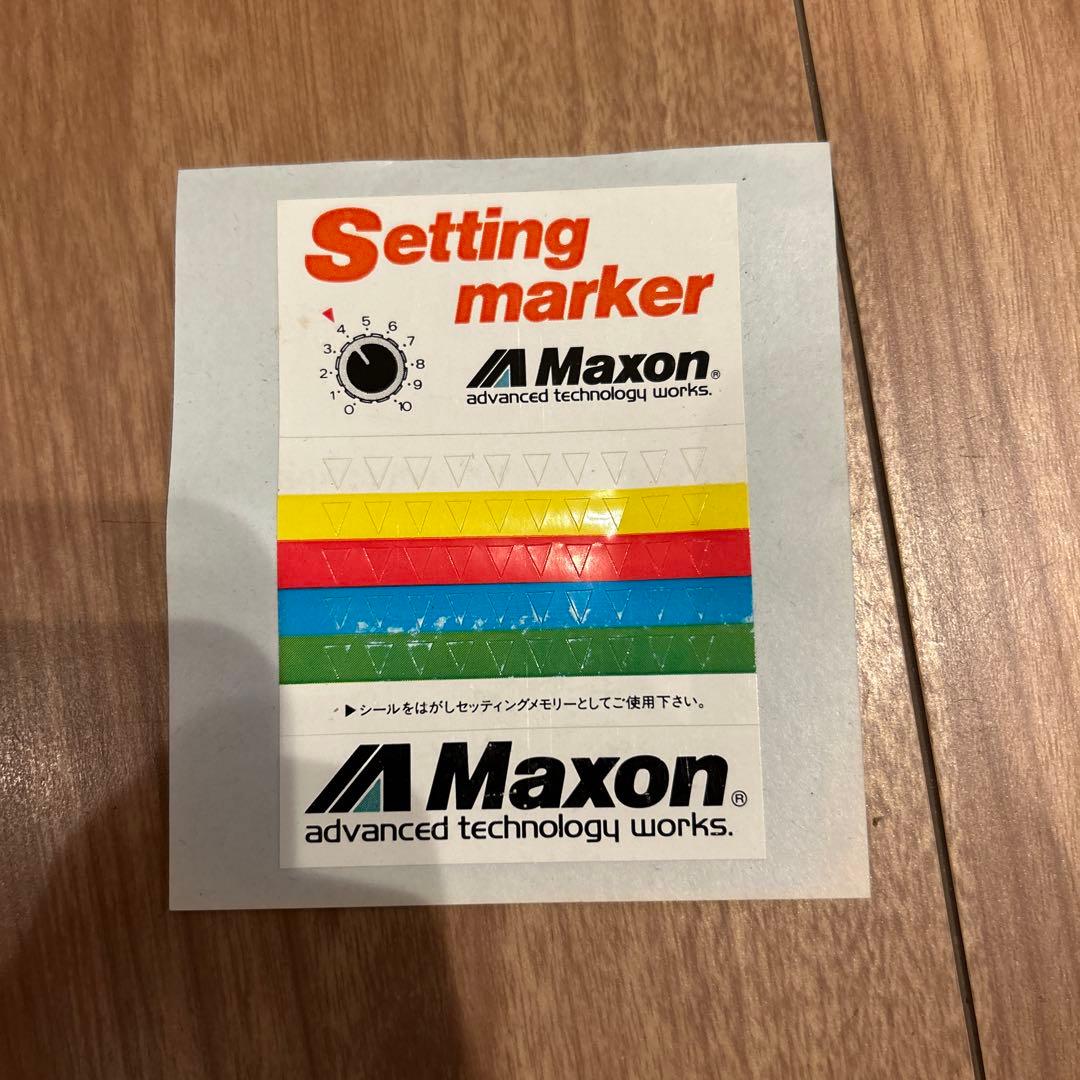 Setting
marker
0 1 2 3 4 5 6 7 8 9 10
Maxon®
advanced technology works.
▶シールをはがしセッティングメモリーとしてご使用下さい。
Maxon®
advanced technology works.